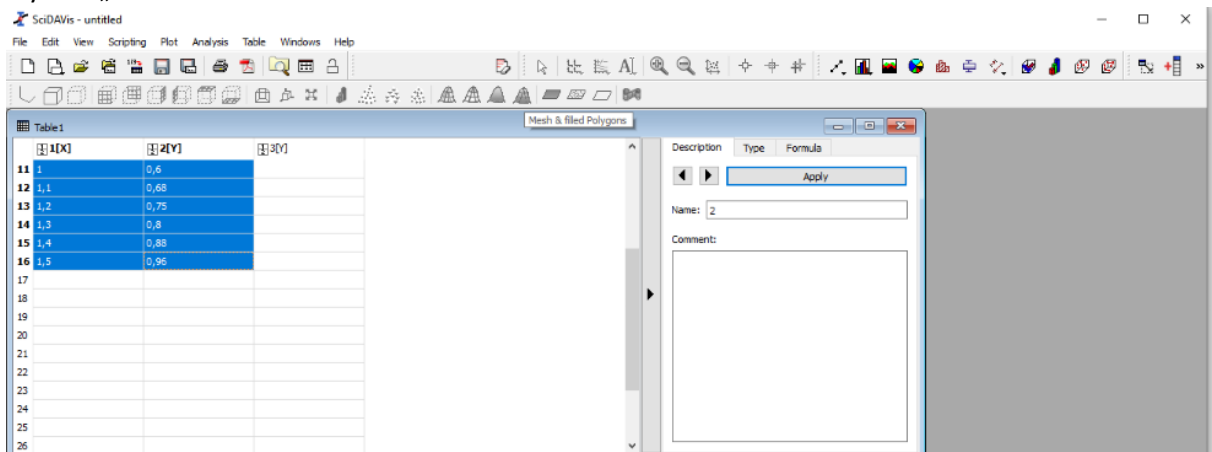 SciDAVis - untitled
File Edit View Scripting Plot Analysis Table Windows Help
Mesh & filled Polygons
Table1
1[X] 2[Y] 3[Y]
11 1 0,6
12 1,1 0,68
13 1,2 0,75
14 1,3 0,8
15 1,4 0,88
16 1,5 0,96
17
18
19
20
21
22
23
24
25
26
Description Type Formula
Apply
Name: 2
Comment: